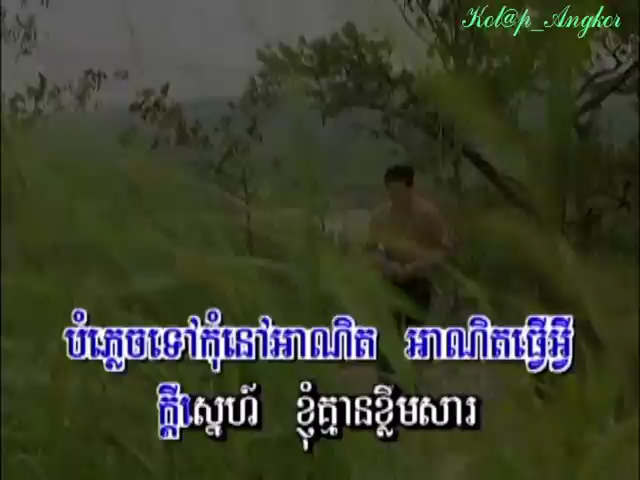 Kol@p_Angkor
បំភ្លេចទៅកុំនៅអាណិត អាណិតធ្វើអ្វី
ក្ដីស្នេហ៍ ខ្ញុំគ្មានខ្លឹមសារ